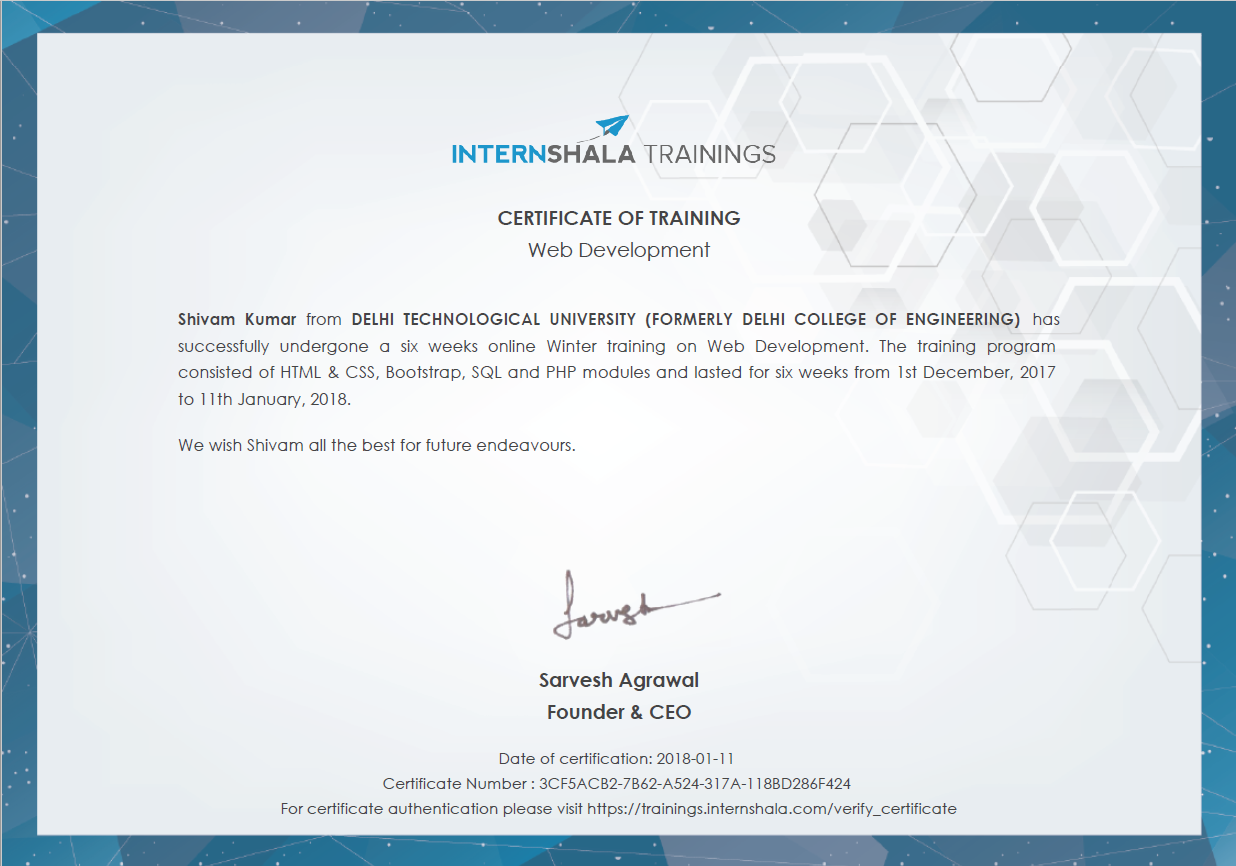 INTERNSHALA TRAININGS
CERTIFICATE OF TRAINING
Web Development
Shivam Kumar from DELHI TECHNOLOGICAL UNIVERSITY (FORMERLY DELHI COLLEGE OF ENGINEERING) has
successfully undergone a six weeks online Winter training on Web Development. The training program
consisted of HTML & CSS, Bootstrap, SQL and PHP modules and lasted for six weeks from 1st December, 2017
to 11th January, 2018.
We wish Shivam all the best for future endeavours.
Sarvesh
Sarvesh Agrawal
Founder & CEO
Date of certification: 2018-01-11
Certificate Number : 3CF5ACB2-7B62-A524-317A-118BD286F424
For certificate authentication please visit https://trainings.internshala.com/verify_certificate